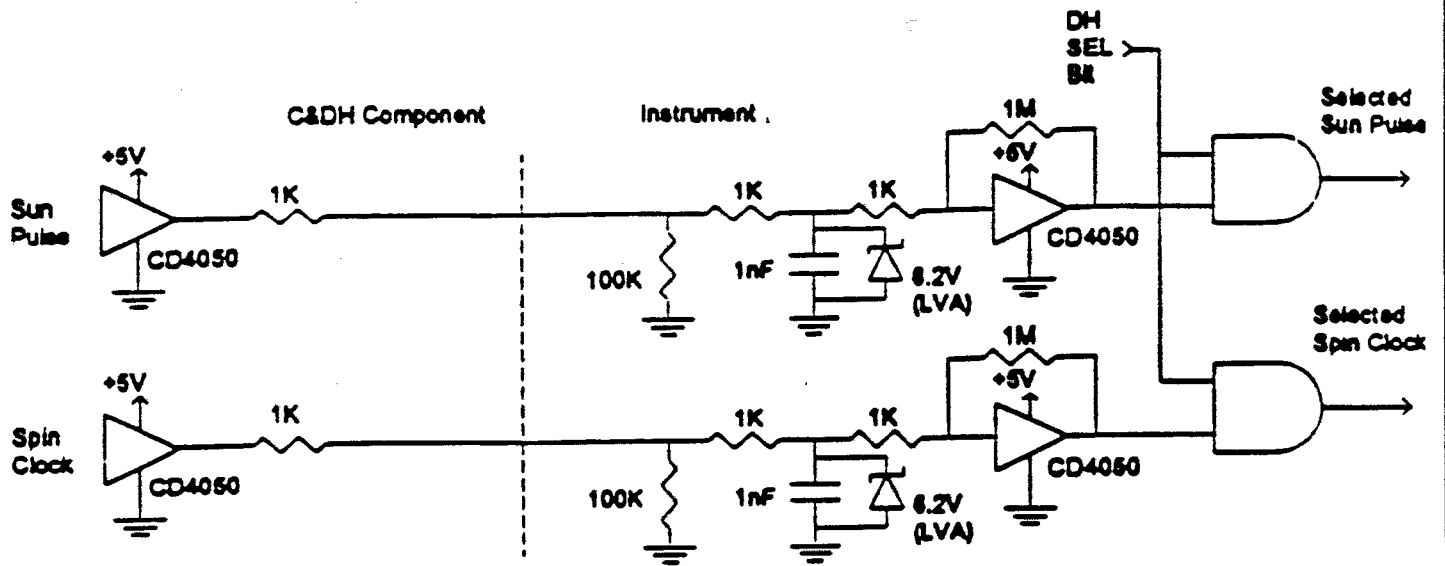 DH
SEL
Bit
C&DH Component
Instrument
Selected
Sun Pulse
1M
+5V
+5V
1K
1K
1K
Sun
Pulse
CD4050
CD4050
100K
1nF
6.2V
(LVA)
Selected
Spin Clock
1M
+5V
+5V
1K
1K
1K
Spin
Clock
CD4050
CD4050
100K
1nF
6.2V
(LVA)